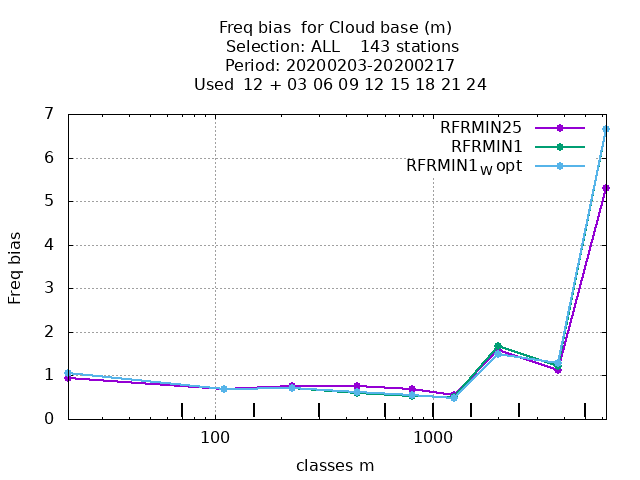 Freq bias  for Cloud base (m)
Selection: ALL    143 stations
Period: 20200203-20200217
Used  12 + 03 06 09 12 15 18 21 24
7
6
5
4
3
2
1
0
Freq bias
RFRMIN25
RFRMIN1
RFRMIN1W opt
100
1000
classes m